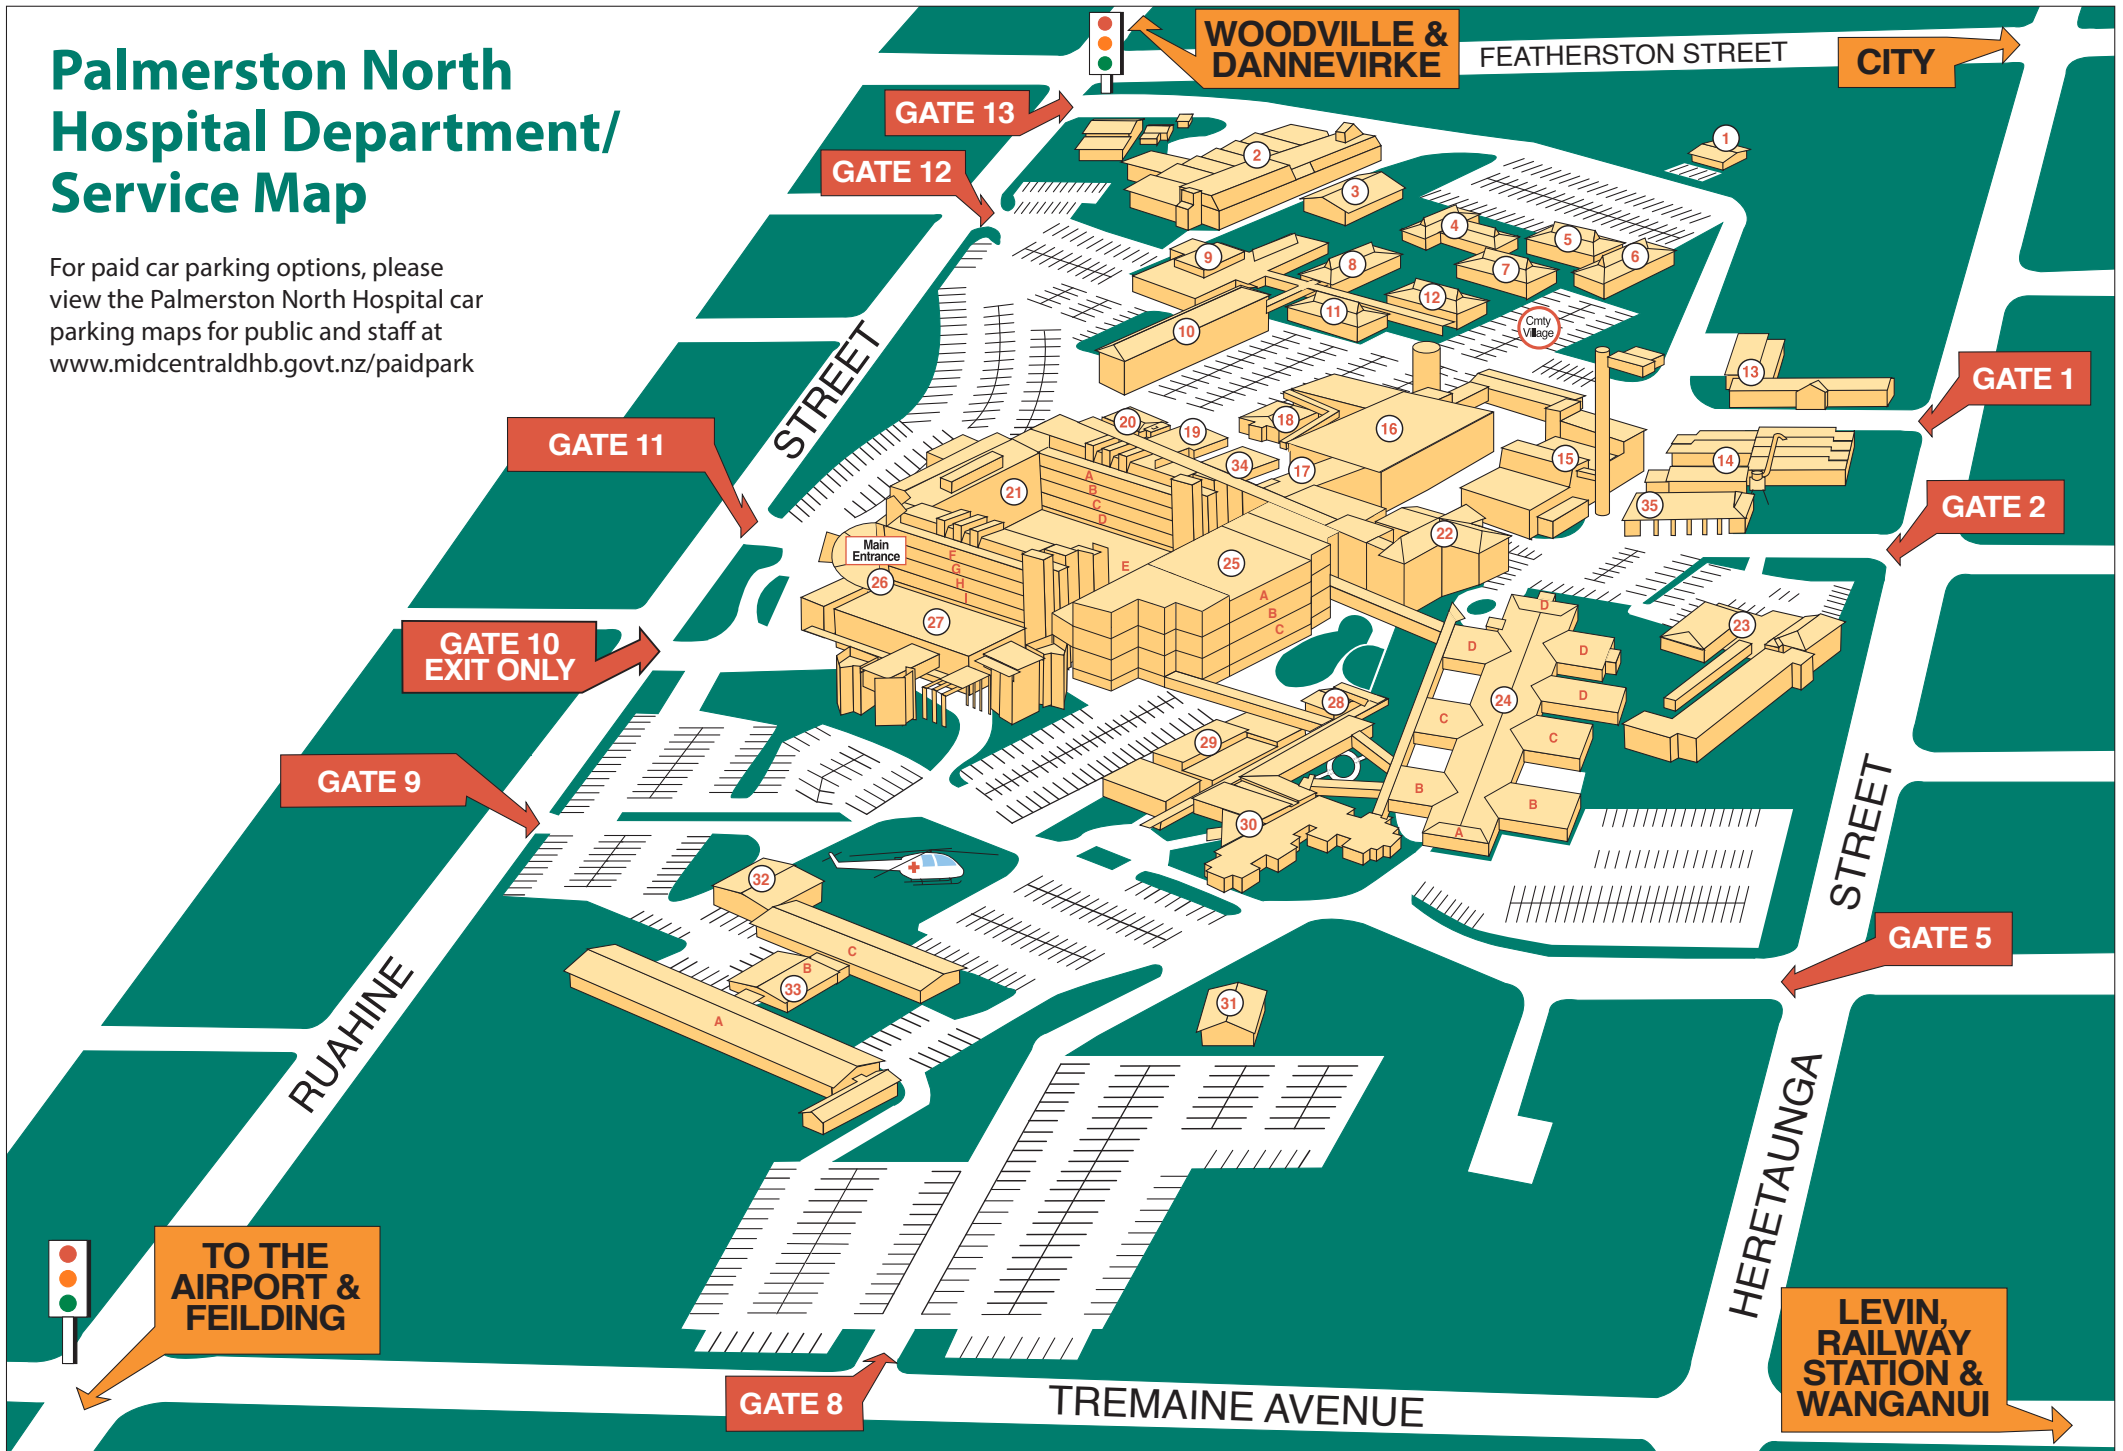 Palmerston North
Hospital Department/
Service Map
For paid car parking options, please
view the Palmerston North Hospital car
parking maps for public and staff at
www.midcentraldhb.govt.nz/paidpark
WOODVILLE &
DANNEVIRKE
FEATHERSTON STREET
CITY
GATE 13
GATE 12
1
2
3
4
5
6
7
8
9
10
11
12
Cmty
Village
13
GATE 1
STREET
GATE 11
20
19
18
16
34
17
15
14
35
GATE 2
21
A
B
C
D
Main
Entrance
26
F
G
H
I
E
25
A
B
C
22
27
GATE 10
EXIT ONLY
D
D
D
D
24
C
C
B
B
A
23
28
29
30
GATE 9
STREET
32
C
B
33
A
31
GATE 5
RUAHINE
HERETAUNGA
TO THE
AIRPORT &
FEILDING
GATE 8
TREMAINE AVENUE
LEVIN,
RAILWAY
STATION &
WANGANUI